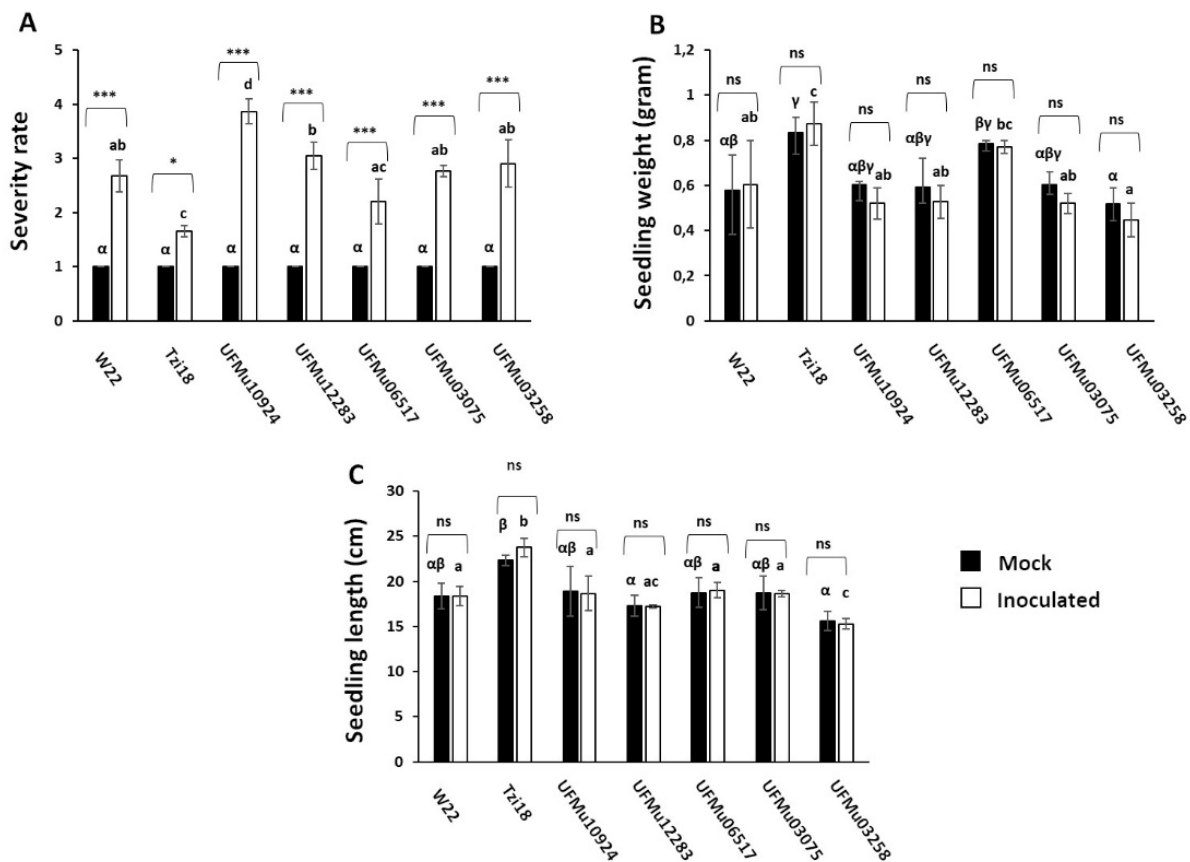 A
Severity rate
5
4
3
2
1
0
*** * *** *** *** *** ***
α ab α c α d α b α ac α ab α ab
W22 Tzi18 UFMu10924 UFMu12283 UFMu06517 UFMu03075 UFMu03258
B
Seedling weight (gram)
1,2
1
0,8
0,6
0,4
0,2
0
ns ns ns ns ns ns ns
αβ ab γ c αβγ ab αβγ ab βγ bc αβγ ab α a
W22 Tzi18 UFMu10924 UFMu12283 UFMu06517 UFMu03075 UFMu03258
C
Seedling length (cm)
30
25
20
15
10
5
0
ns ns ns ns ns ns ns
αβ a β b αβ a α ac αβ a αβ a α c
W22 Tzi18 UFMu10924 UFMu12283 UFMu06517 UFMu03075 UFMu03258
Mock
Inoculated